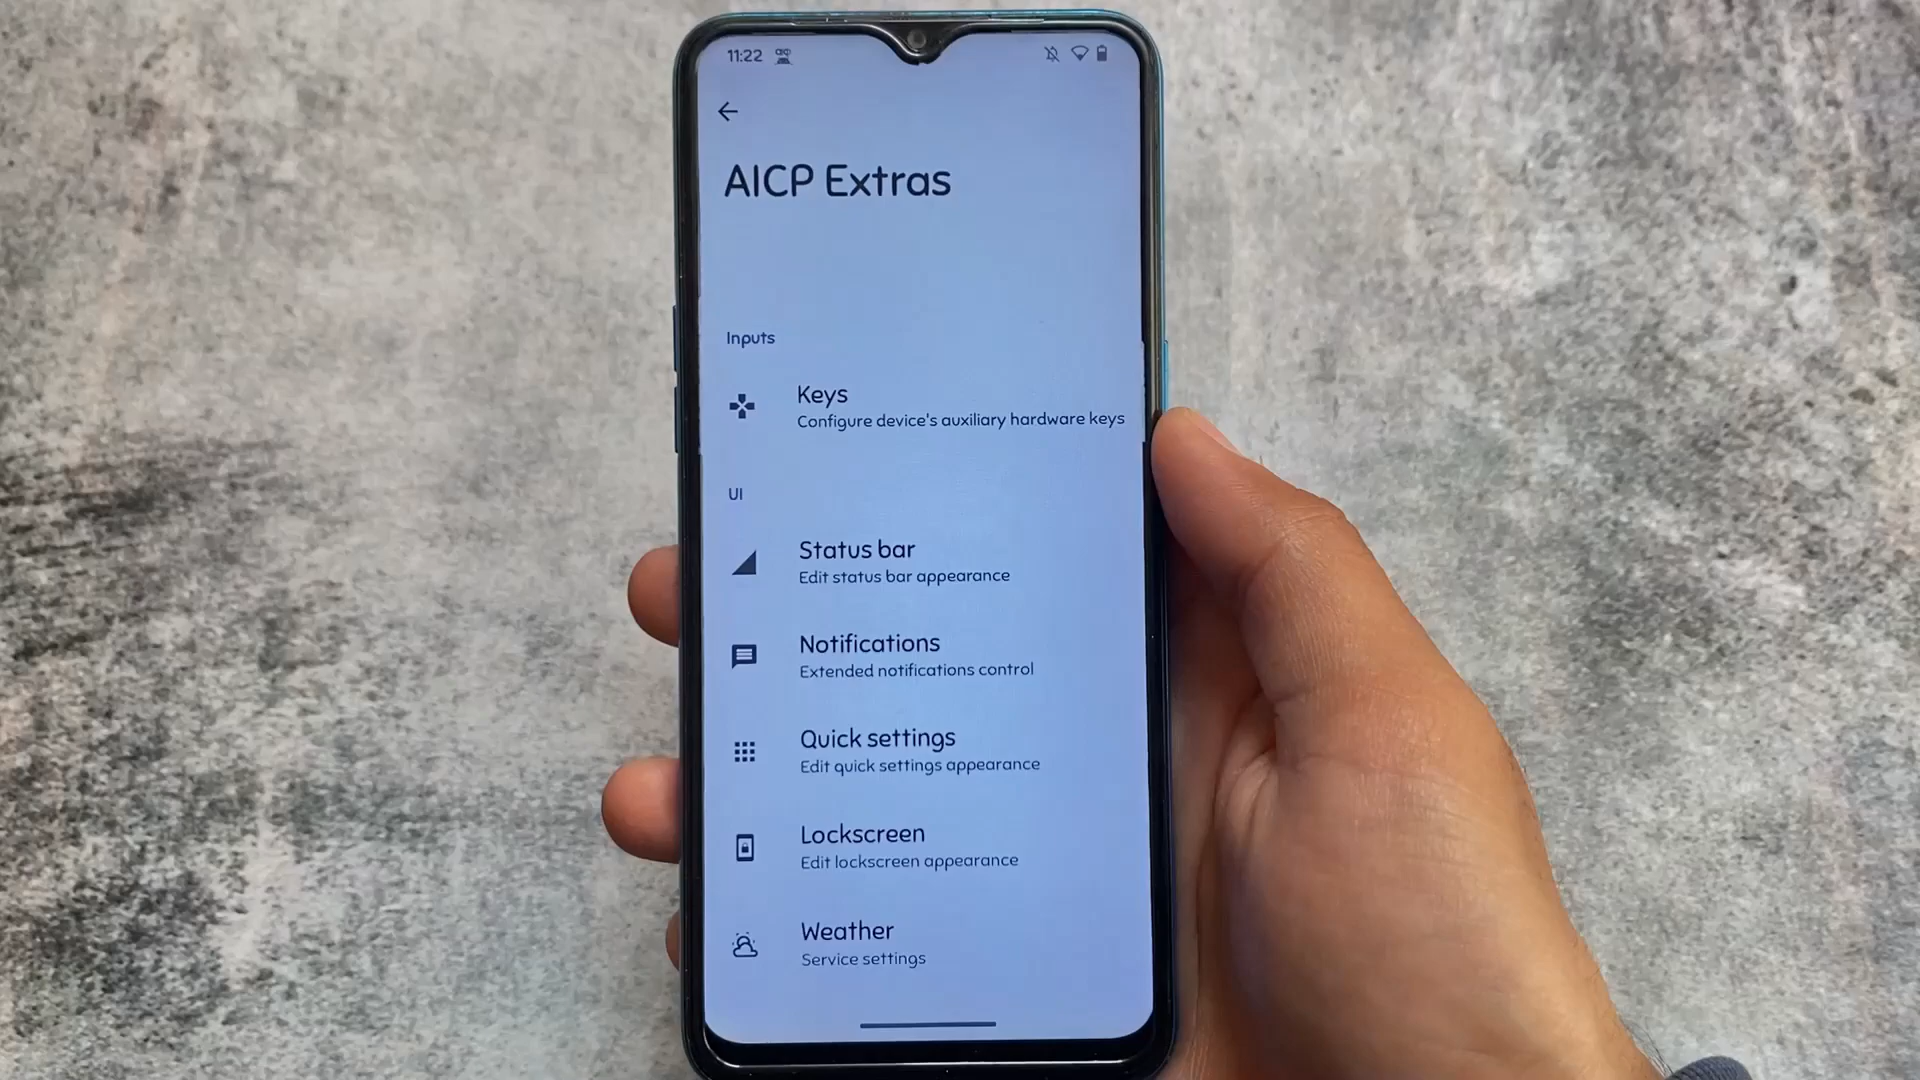 11:22
AICP Extras
Inputs
Keys
Configure device's auxiliary hardware keys
UI
Status bar
Edit status bar appearance
Notifications
Extended notifications control
Quick settings
Edit quick settings appearance
Lockscreen
Edit lockscreen appearance
Weather
Service settings